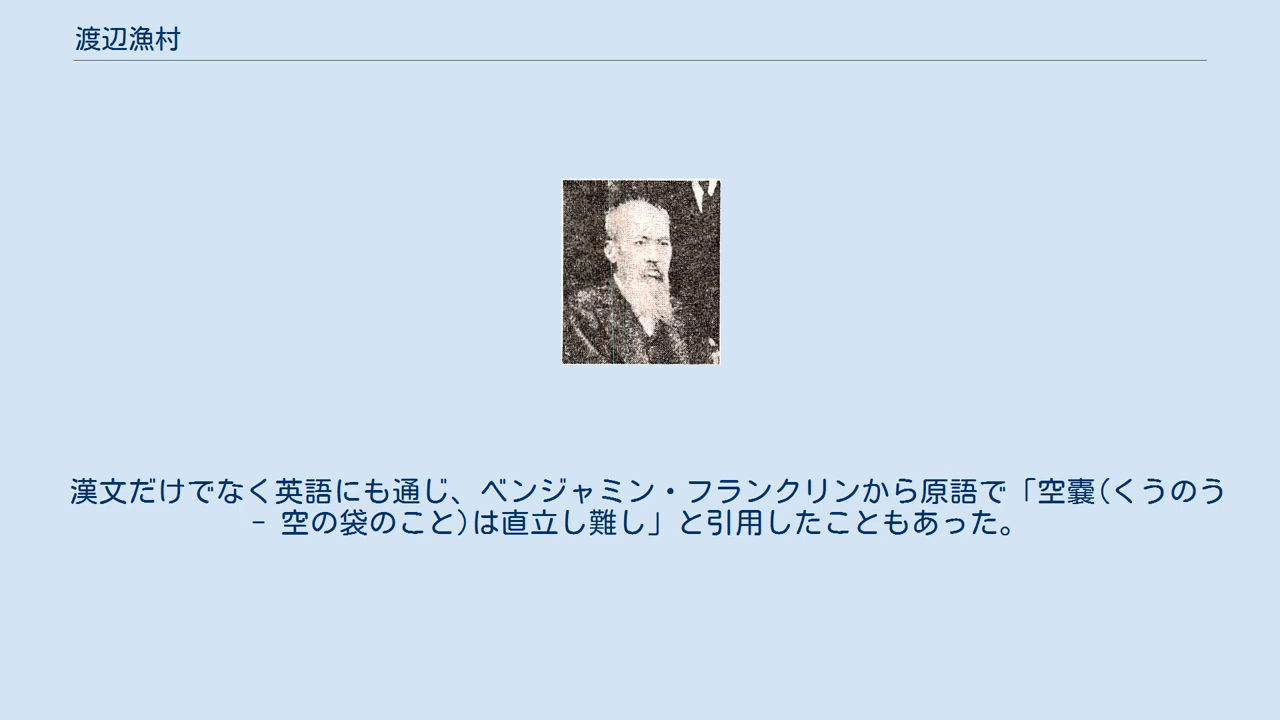 渡辺漁村
漢文だけでなく英語にも通じ、ベンジャミン・フランクリンから原語で「空嚢(くうのう
- 空の袋のこと)は直立し難し」と引用したこともあった。